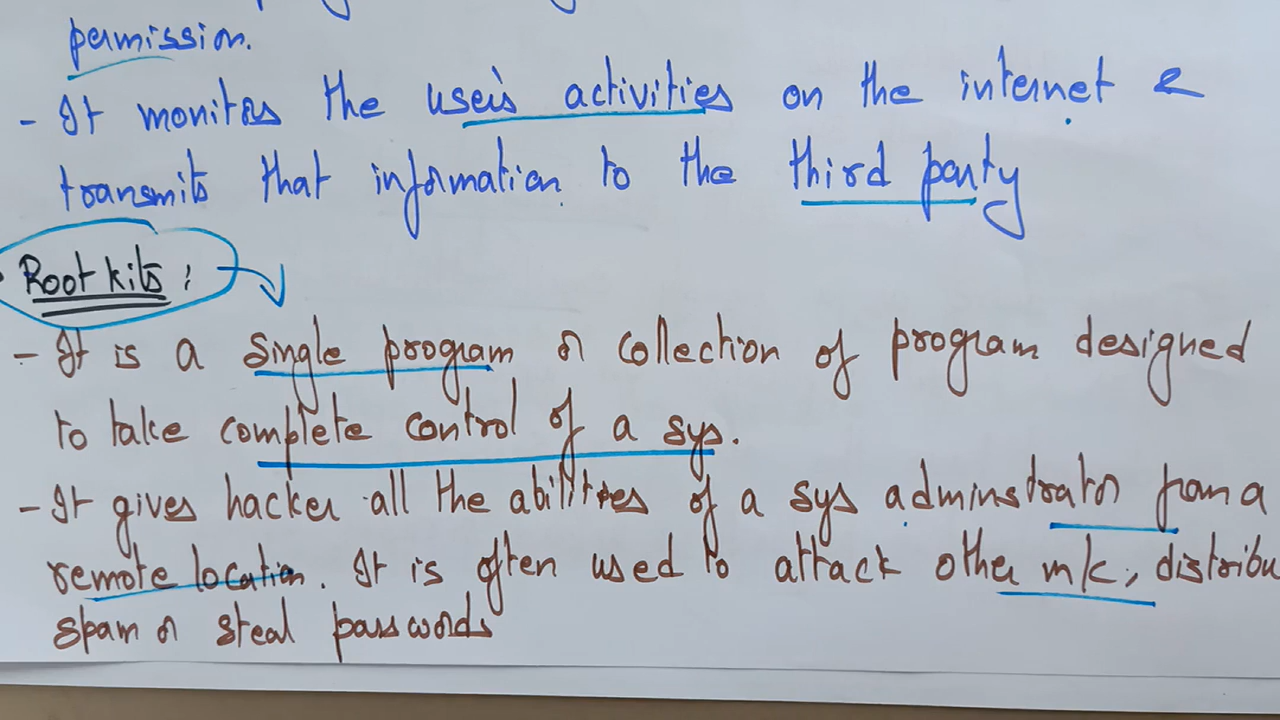 permission.
- It monitors the user's activities on the internet &
transmits that information to the third party
Root kits :
- It is a single program or collection of program designed
to take complete control of a sys.
- It gives hacker all the abilities of a sys adminstrator from a
remote location. It is often used to attack other m/c, distribu
spam or steal passwords